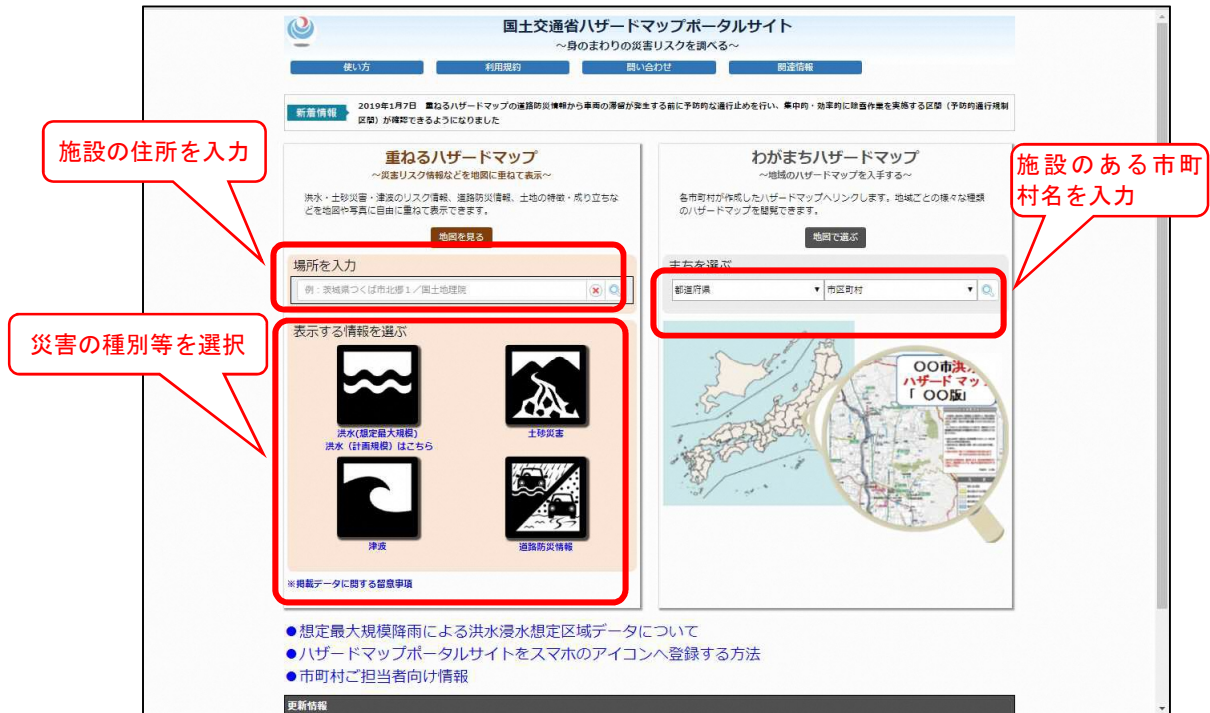 国土交通省ハザードマップポータルサイト
～身のまわりの災害リスクを調べる～
使い方
利用規約
問い合わせ
関連情報
新着情報
2019年1月7日　重ねるハザードマップの道路防災情報から車両の滞留が発生する前に予防的な通行止めを行い、集中的・効率的に除雪作業を実施する区間（予防的通行規制
区間）が確認できるようになりました
施設の住所を入力
重ねるハザードマップ
～災害リスク情報などを地図に重ねて表示～
洪水・土砂災害・津波のリスク情報、道路防災情報、土地の特徴・成り立ちな
どを地図や写真に自由に重ねて表示できます。
地図を見る
場所を入力
例：茨城県つくば市北郷１／国土地理院
災害の種別等を選択
表示する情報を選ぶ
洪水(想定最大規模)
洪水（計画規模）はこちら
土砂災害
津波
道路防災情報
※掲載データに関する留意事項
わがまちハザードマップ
～地域のハザードマップを入手する～
各市町村が作成したハザードマップへリンクします。地域ごとの様々な種類
のハザードマップを閲覧できます。
地図で選ぶ
施設のある市町
村名を入力
まちを選ぶ
都道府県
市区町村
〇〇市洪
ハザードマッ
「〇〇版」
●想定最大規模降雨による洪水浸水想定区域データについて
●ハザードマップポータルサイトをスマホのアイコンへ登録する方法
●市町村ご担当者向け情報
更新情報